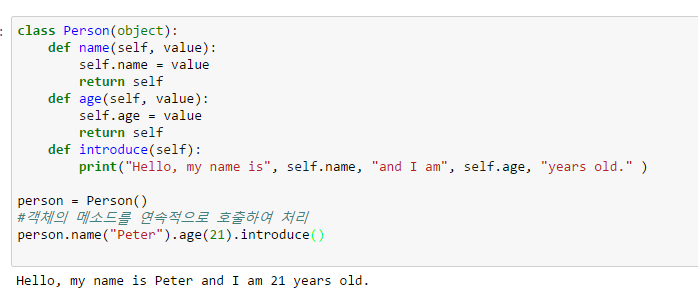 class Person(object):
    def name(self, value):
        self.name = value
        return self
    def age(self, value):
        self.age = value
        return self
    def introduce(self):
        print("Hello, my name is", self.name, "and I am", self.age, "years old." )

person = Person()
#객체의 메소드를 연속적으로 호출하여 처리
person.name("Peter").age(21).introduce()

Hello, my name is Peter and I am 21 years old.